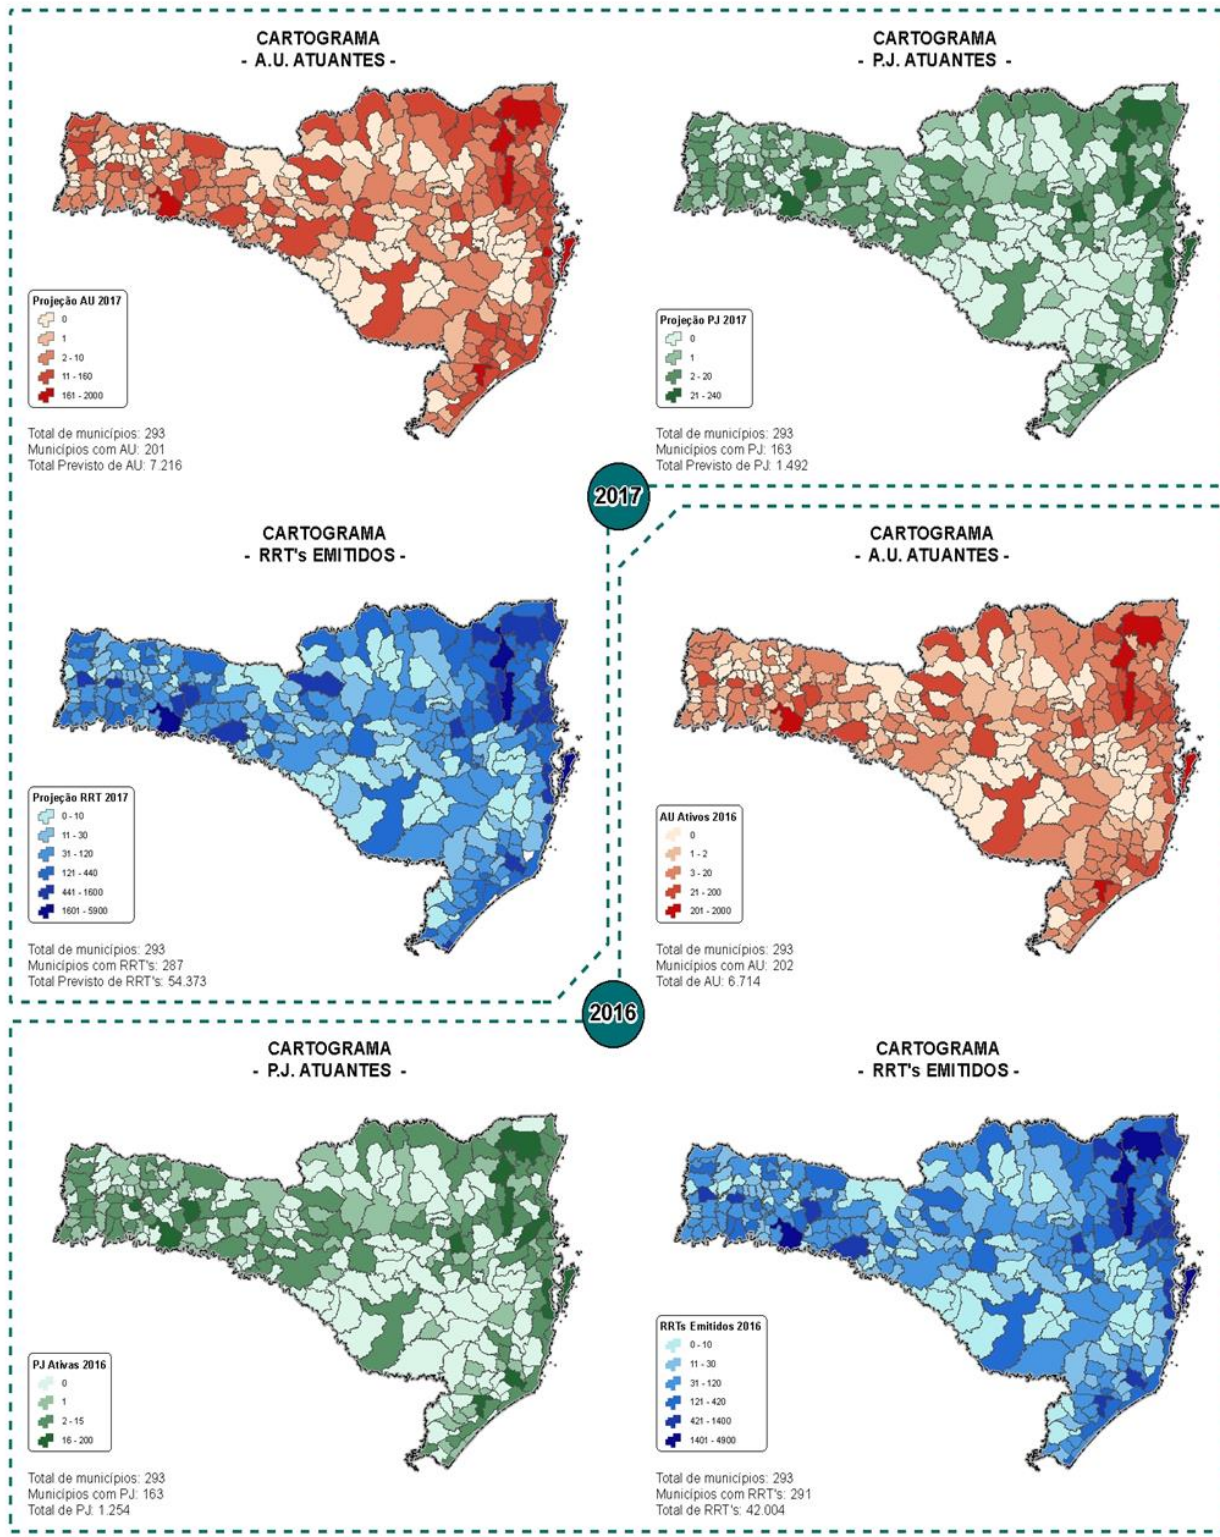 CARTOGRAMA
- A.U. ATUANTES -
Projeção AU 2017
0
1
2 - 10
11 - 160
161 - 2000
Total de municípios: 293
Municípios com AU: 201
Total Previsto de AU: 7.216
CARTOGRAMA
- P.J. ATUANTES -
Projeção PJ 2017
0
1
2 - 20
21 - 240
Total de municípios: 293
Municípios com PJ: 163
Total Previsto de PJ: 1.492
2017
CARTOGRAMA
- RRT's EMITIDOS -
Projeção RRT 2017
0 - 10
11 - 30
31 - 120
121 - 440
441 - 1600
1601 - 5900
Total de municípios: 293
Municípios com RRT's: 287
Total Previsto de RRT's: 54.373
CARTOGRAMA
- A.U. ATUANTES -
AU Ativos 2016
0
1 - 2
3 - 20
21 - 200
201 - 2000
Total de municípios: 293
Municípios com AU: 202
Total de AU: 6.714
2016
CARTOGRAMA
- P.J. ATUANTES -
PJ Ativas 2016
0
1
2 - 15
16 - 200
Total de municípios: 293
Municípios com PJ: 163
Total de PJ: 1.254
CARTOGRAMA
- RRT's EMITIDOS -
RRTs Emitidos 2016
0 - 10
11 - 30
31 - 120
121 - 420
421 - 1400
1401 - 4900
Total de municípios: 293
Municípios com RRT's: 291
Total de RRT's: 42.004